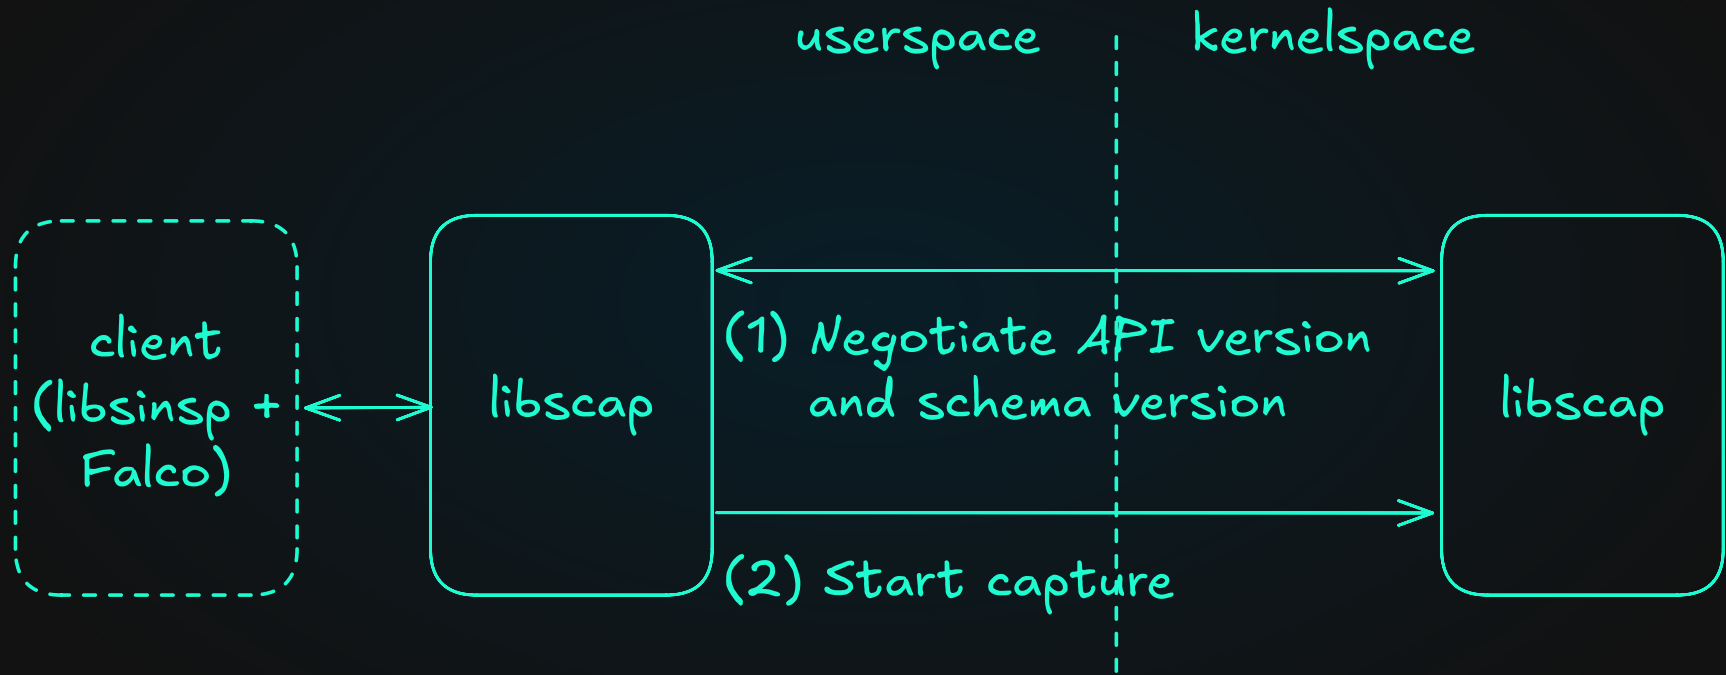 userspace
kernelspace
client
(libsinsp +
Falco)
libscap
(1) Negotiate API version
and schema version
(2) Start capture
libscap